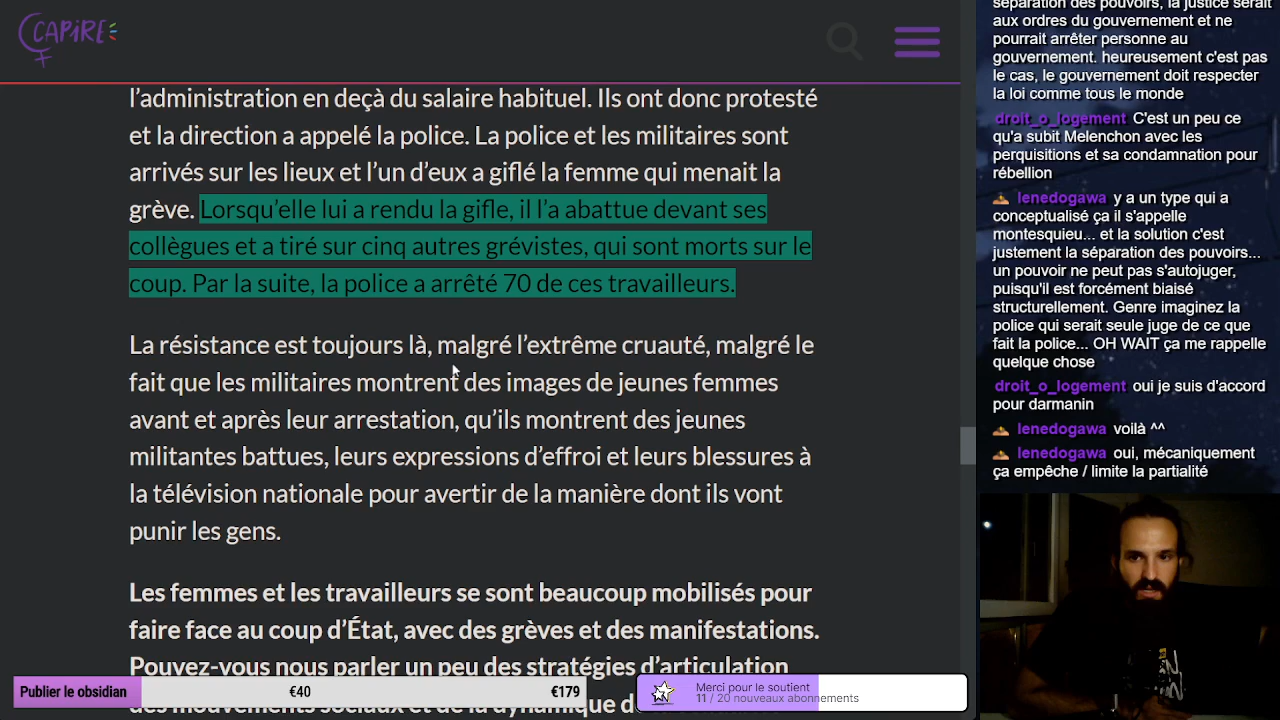 CAPIRE
l'administration en deçà du salaire habituel. Ils ont donc protesté
et la direction a appelé la police. La police et les militaires sont
arrivés sur les lieux et l'un d'eux a giflé la femme qui menait la
grève. Lorsqu'elle lui a rendu la gifle, il l'a abattue devant ses
collègues et a tiré sur cinq autres grévistes, qui sont morts sur le
coup. Par la suite, la police a arrêté 70 de ces travailleurs.
La résistance est toujours là, malgré l'extrême cruauté, malgré le
fait que les militaires montrent des images de jeunes femmes
avant et après leur arrestation, qu'ils montrent des jeunes
militantes battues, leurs expressions d'effroi et leurs blessures à
la télévision nationale pour avertir de la manière dont ils vont
punir les gens.
Les femmes et les travailleurs se sont beaucoup mobilisés pour
faire face au coup d'État, avec des grèves et des manifestations.
Pouvez-vous nous parler un peu des stratégies d'articulation
Publier le obsidian
€40
€179
Merci pour le soutient
11 / 20 nouveaux abonnements
séparation des pouvoirs, la justice serait
aux ordres du gouvernement et ne
pourrait arrêter personne au
gouvernement. heureusement c'est pas
le cas, le gouvernement doit respecter
la loi comme tous le monde
droit_o_logement C'est un peu ce
qu'a subit Melenchon avec les
perquisitions et sa condamnation pour
rébellion
lenedogawa y a un type qui a
conceptualisé ça il s'appelle
montesquieu... et la solution c'est
justement la séparation des pouvoirs...
un pouvoir ne peut pas s'autojuger,
puisqu'il est forcément biaisé
structurellement. Genre imaginez la
police qui serait seule juge de ce que
fait la police... OH WAIT ça me rappelle
quelque chose
droit_o_logement oui je suis d'accord
pour darmanin
lenedogawa voilà ^^
lenedogawa oui, mécaniquement
ça empêche / limite la partialité